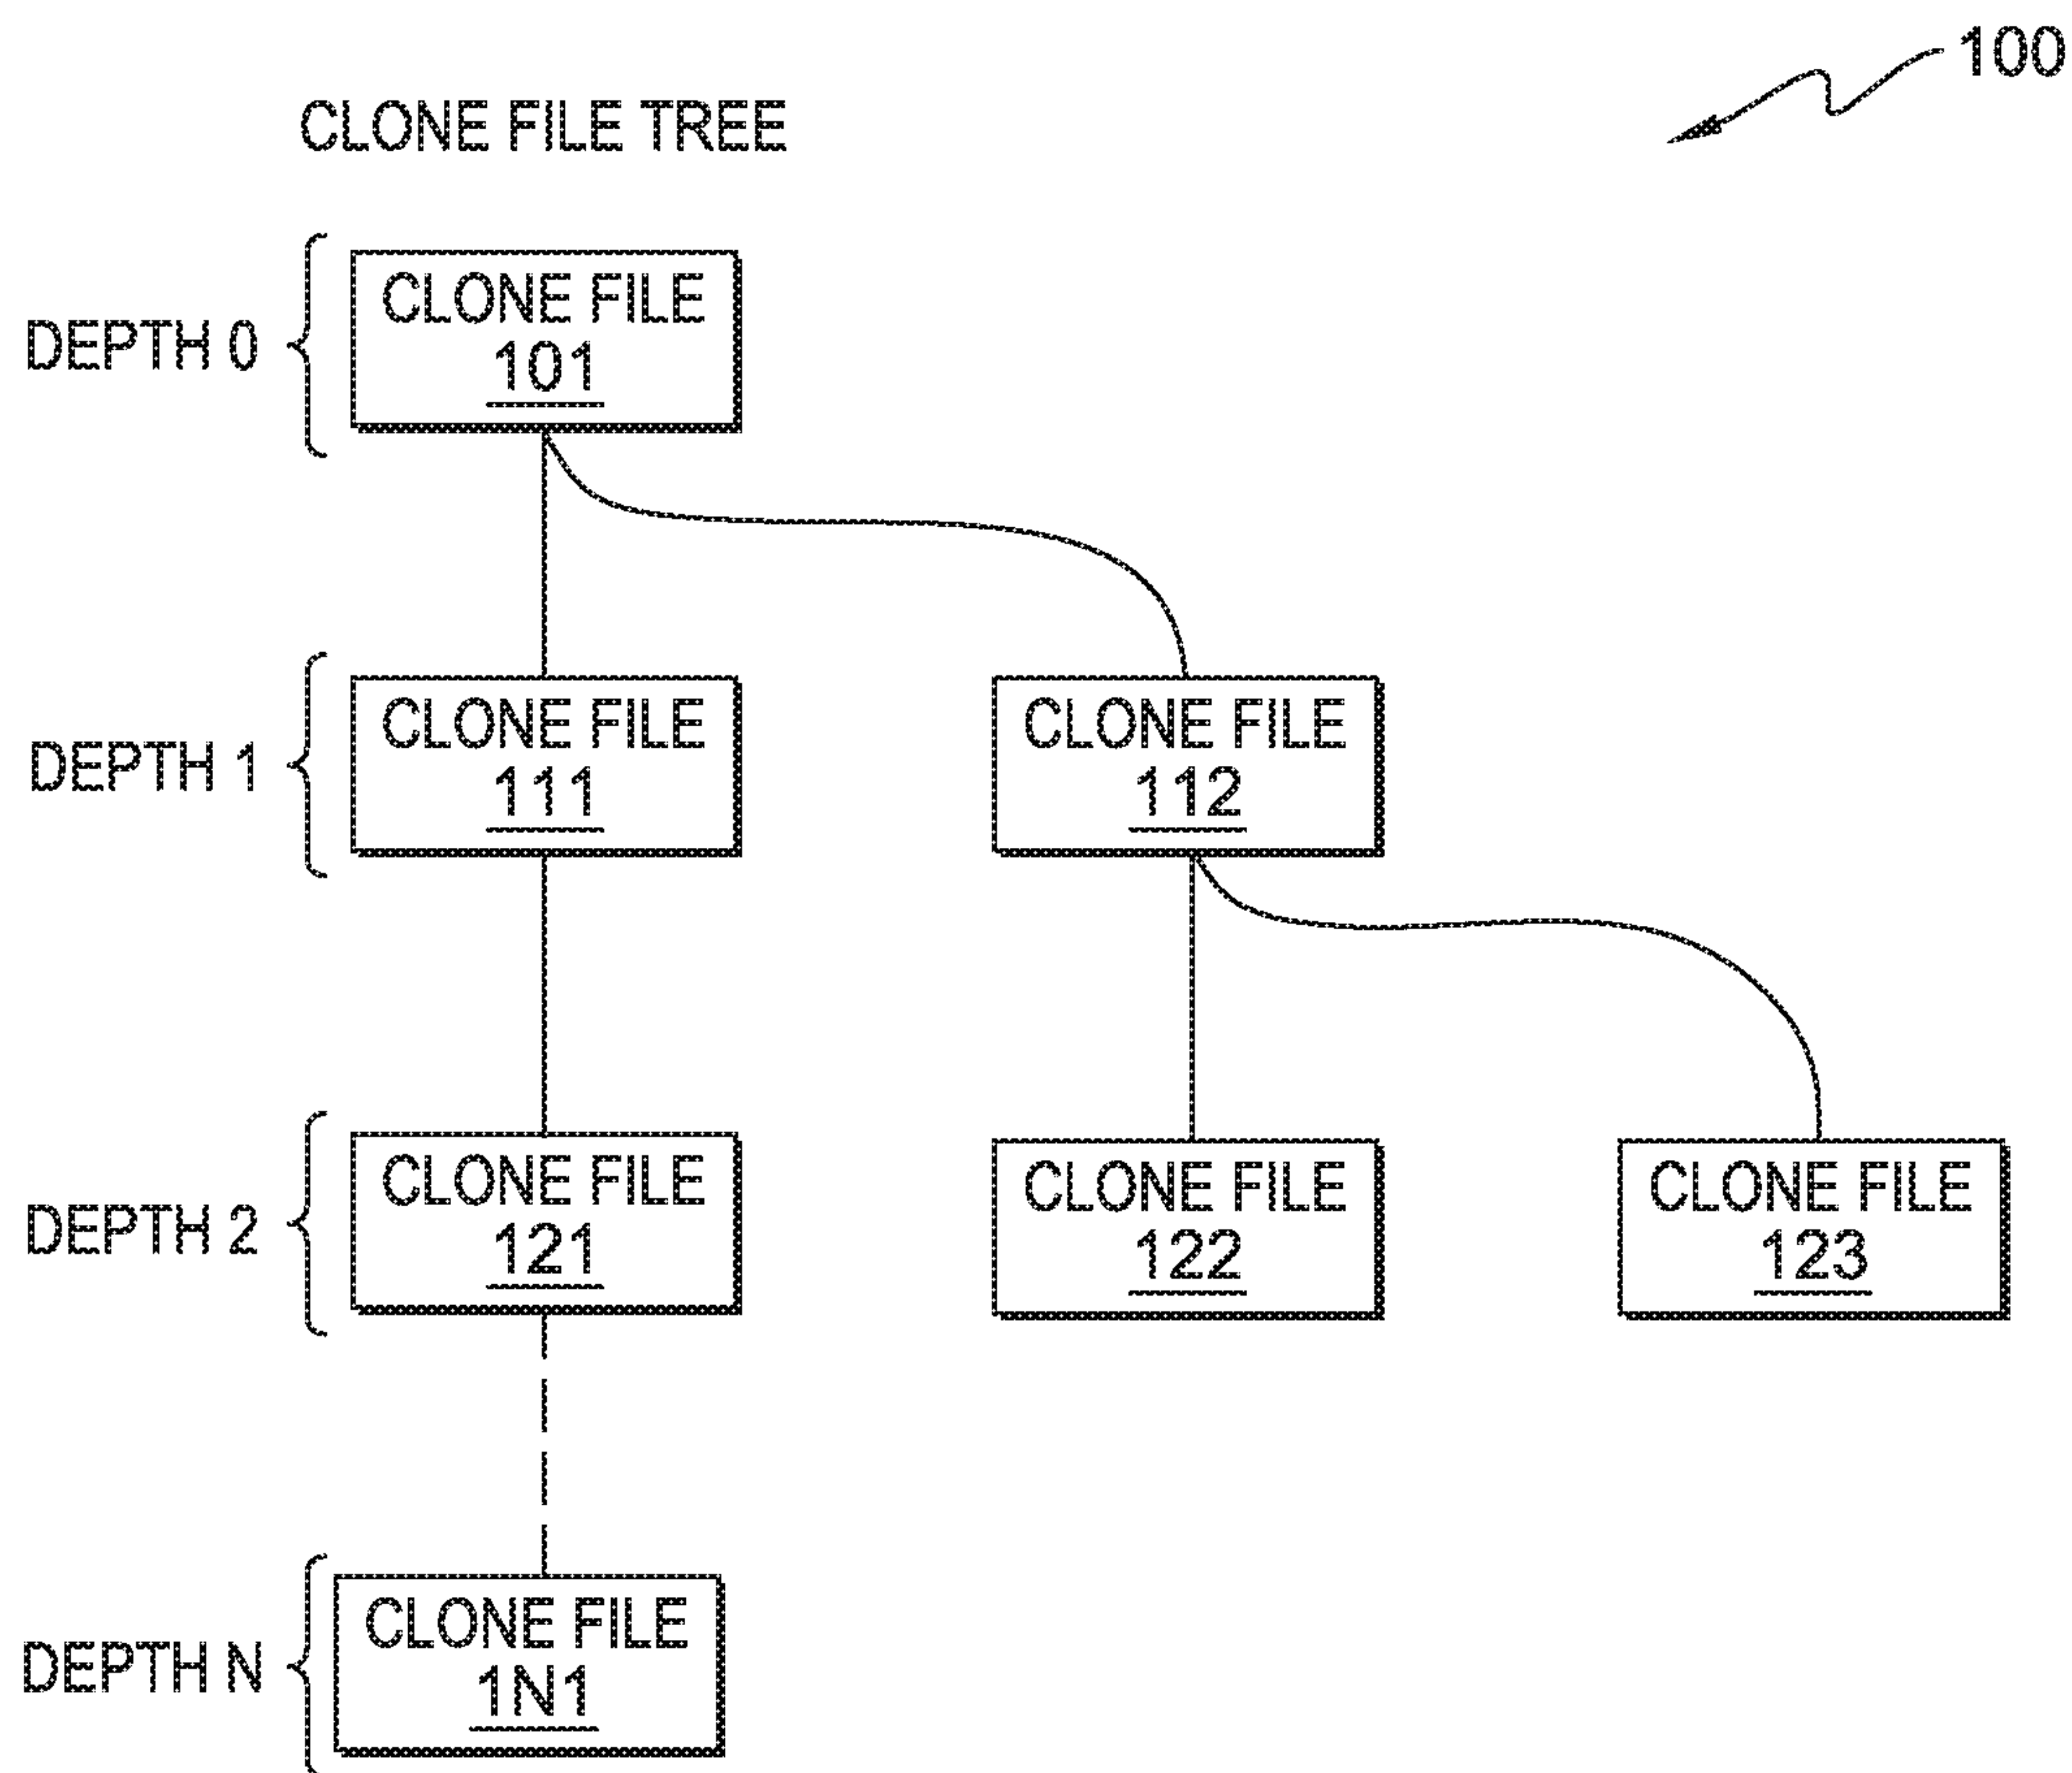 100
CLONE FILE TREE
DEPTH 0
CLONE FILE
101
DEPTH 1
CLONE FILE
111
CLONE FILE
112
DEPTH 2
CLONE FILE
121
CLONE FILE
122
CLONE FILE
123
DEPTH N
CLONE FILE
1N1